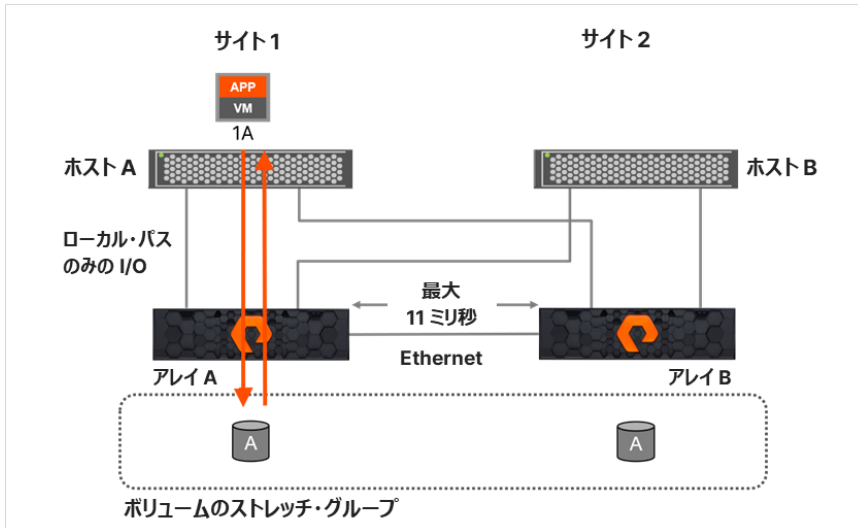 サイト 1
サイト 2
APP
VM
1A
ホスト A
ホスト B
ローカル・パス
のみの I/O
最大
11 ミリ秒
Ethernet
アレイ A
アレイ B
A
A
ボリュームのストレッチ・グループ